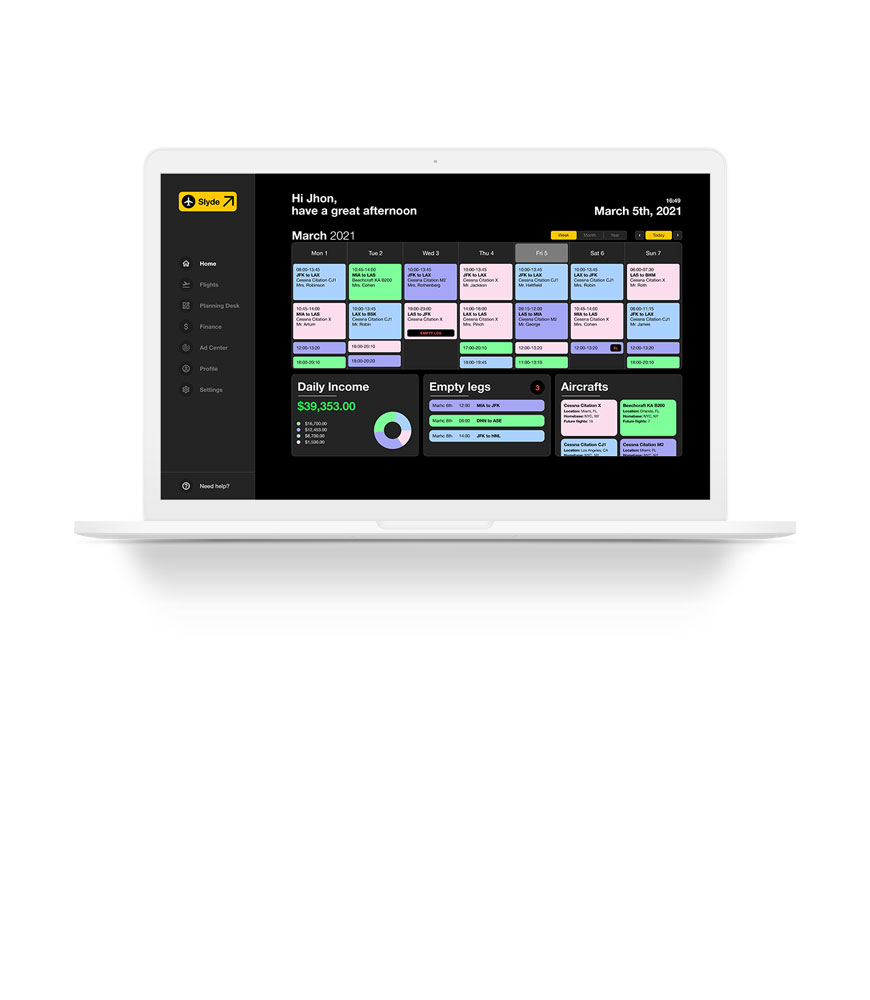 Slyde
Hi Jhon,
have a great afternoon
16:49
March 5th, 2021
March 2021
Week
Month
Year
Today
Home
Flights
Planning Desk
Finance
Ad Center
Profile
Settings
Need help?
Mon 1
Tue 2
Wed 3
Thu 4
Fri 5
Sat 6
Sun 7
08:00-13:45
JFK to LAX
Cessna Citation CJ1
Mrs. Robinson
10:45-14:00
MIA to LAS
Beechcraft KA B200
Mrs. Cohen
10:00-13:45
JFK to LAX
Cessna Citation M2
Mrs. Rothenberg
10:00-13:45
LAX to LAS
Cessna Citation X
Mr. Jackson
10:00-13:45
JFK to LAX
Cessna Citation CJ1
Mr. Hetfield
10:00-13:45
LAX to JFK
Cessna Citation CJ1
Mrs. Robin
06:00-07:36
LAS to BHM
Cessna Citation X
Mr. Roth
10:45-14:00
MIA to LAS
Cessna Citation X
Mr. Artum
10:00-13:45
LAX to BSK
Cessna Citation CJ1
Mr. Robin
18:00-23:00
LAS to JFK
Cessna Citation X
EMPTY LEG
14:00-16:00
LAX to LAS
Cessna Citation X
Mrs. Pinch
08:15-12:00
LAS to MIA
Cessna Citation M2
Mr. George
10:45-14:00
MIA to LAS
Cessna Citation X
Mrs. Cohen
08:00-11:15
JFK to LAX
Cessna Citation CJ1
Mr. James
12:00-13:20
18:00-20:10
17:00-20:10
12:00-13:20
12:00-13:20
EL
12:00-13:20
18:00-20:10
19:00-20:20
18:00-19:45
11:00-13:10
18:00-20:10
Daily Income
$39,353.00
$16,700.00
$12,453.00
$8,700.00
$1,500.00
Empty legs
3
Marhc 6th
12:00
MIA to JFK
Marhc 6th
08:00
DHN to ASE
Marhc 8th
14:00
JFK to HNL
Aircrafts
Cessna Citation X
Location: Miami, FL
Homebase: NYC, NY
Future flights: 16
Beechcraft KA B200
Location: Orlando, FL
Homebase: NYC, NY
Future flights: 7
Cessna Citation CJ1
Location: Los Angeles, CA
Homebase: NYC, NY
Cessna Citation M2
Location: Miami, FL
Homebase: NYC, NY